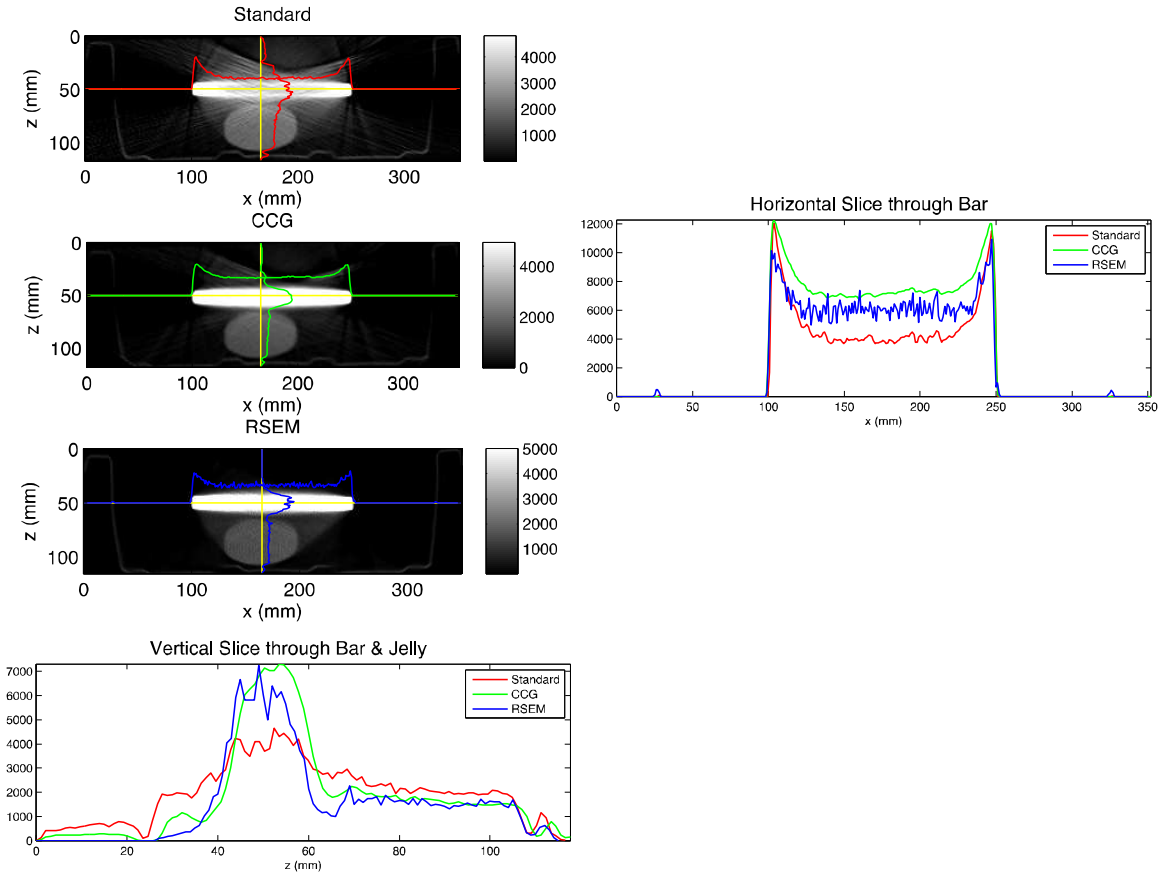 Standard
0
50
100
z (mm)
0 100 200 300
x (mm)
4000
3000
2000
1000
CCG
0
50
100
z (mm)
0 100 200 300
x (mm)
4000
2000
0
RSEM
0
50
100
z (mm)
0 100 200 300
x (mm)
5000
4000
3000
2000
1000
Horizontal Slice through Bar
12000
10000
8000
6000
4000
2000
0
0 50 100 150 200 250 300 350
x (mm)
Standard
CCG
RSEM
Vertical Slice through Bar & Jelly
7000
6000
5000
4000
3000
2000
1000
0
0 20 40 60 80 100
z (mm)
Standard
CCG
RSEM